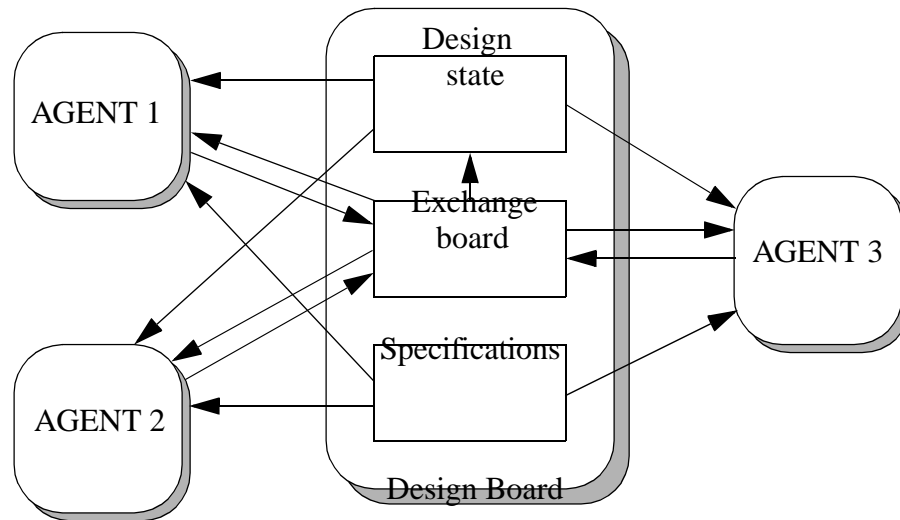 Design
state
AGENT 1
Exchange
board
AGENT 3
Specifications
AGENT 2
Design Board